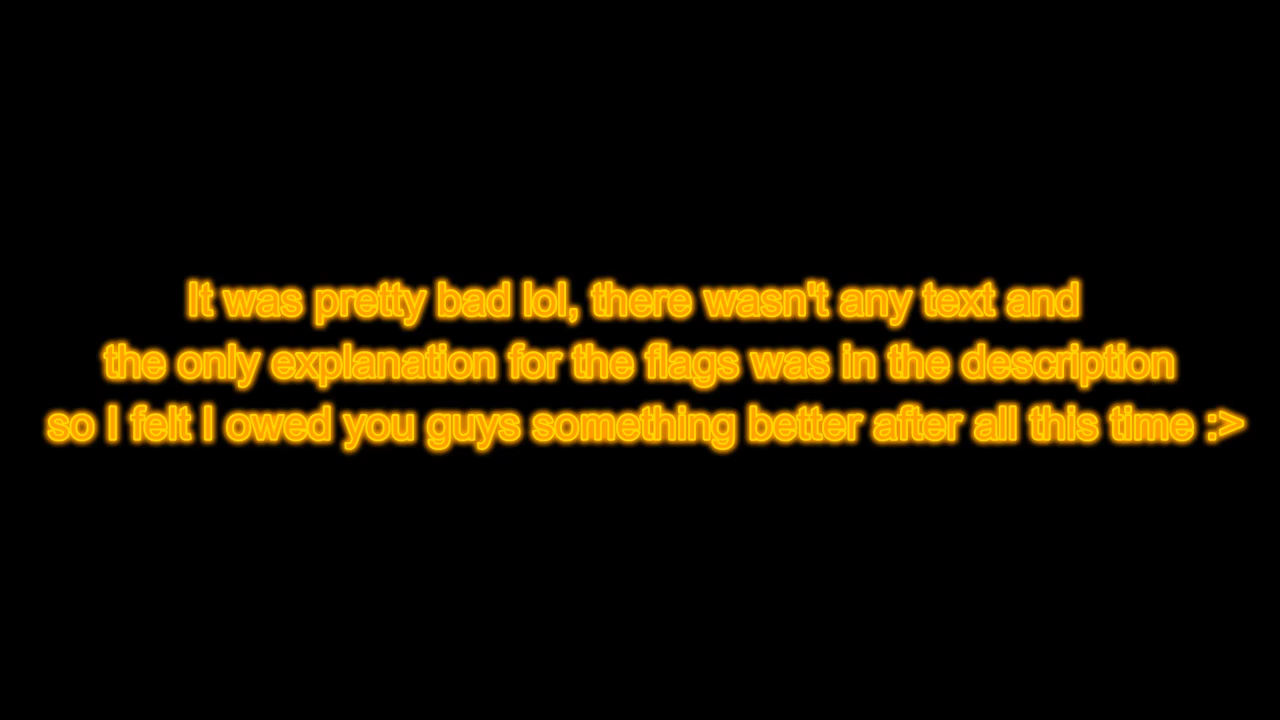 It was pretty bad lol, there wasn't any text and
the only explanation for the flags was in the description
so I felt I owed you guys something better after all this time :>